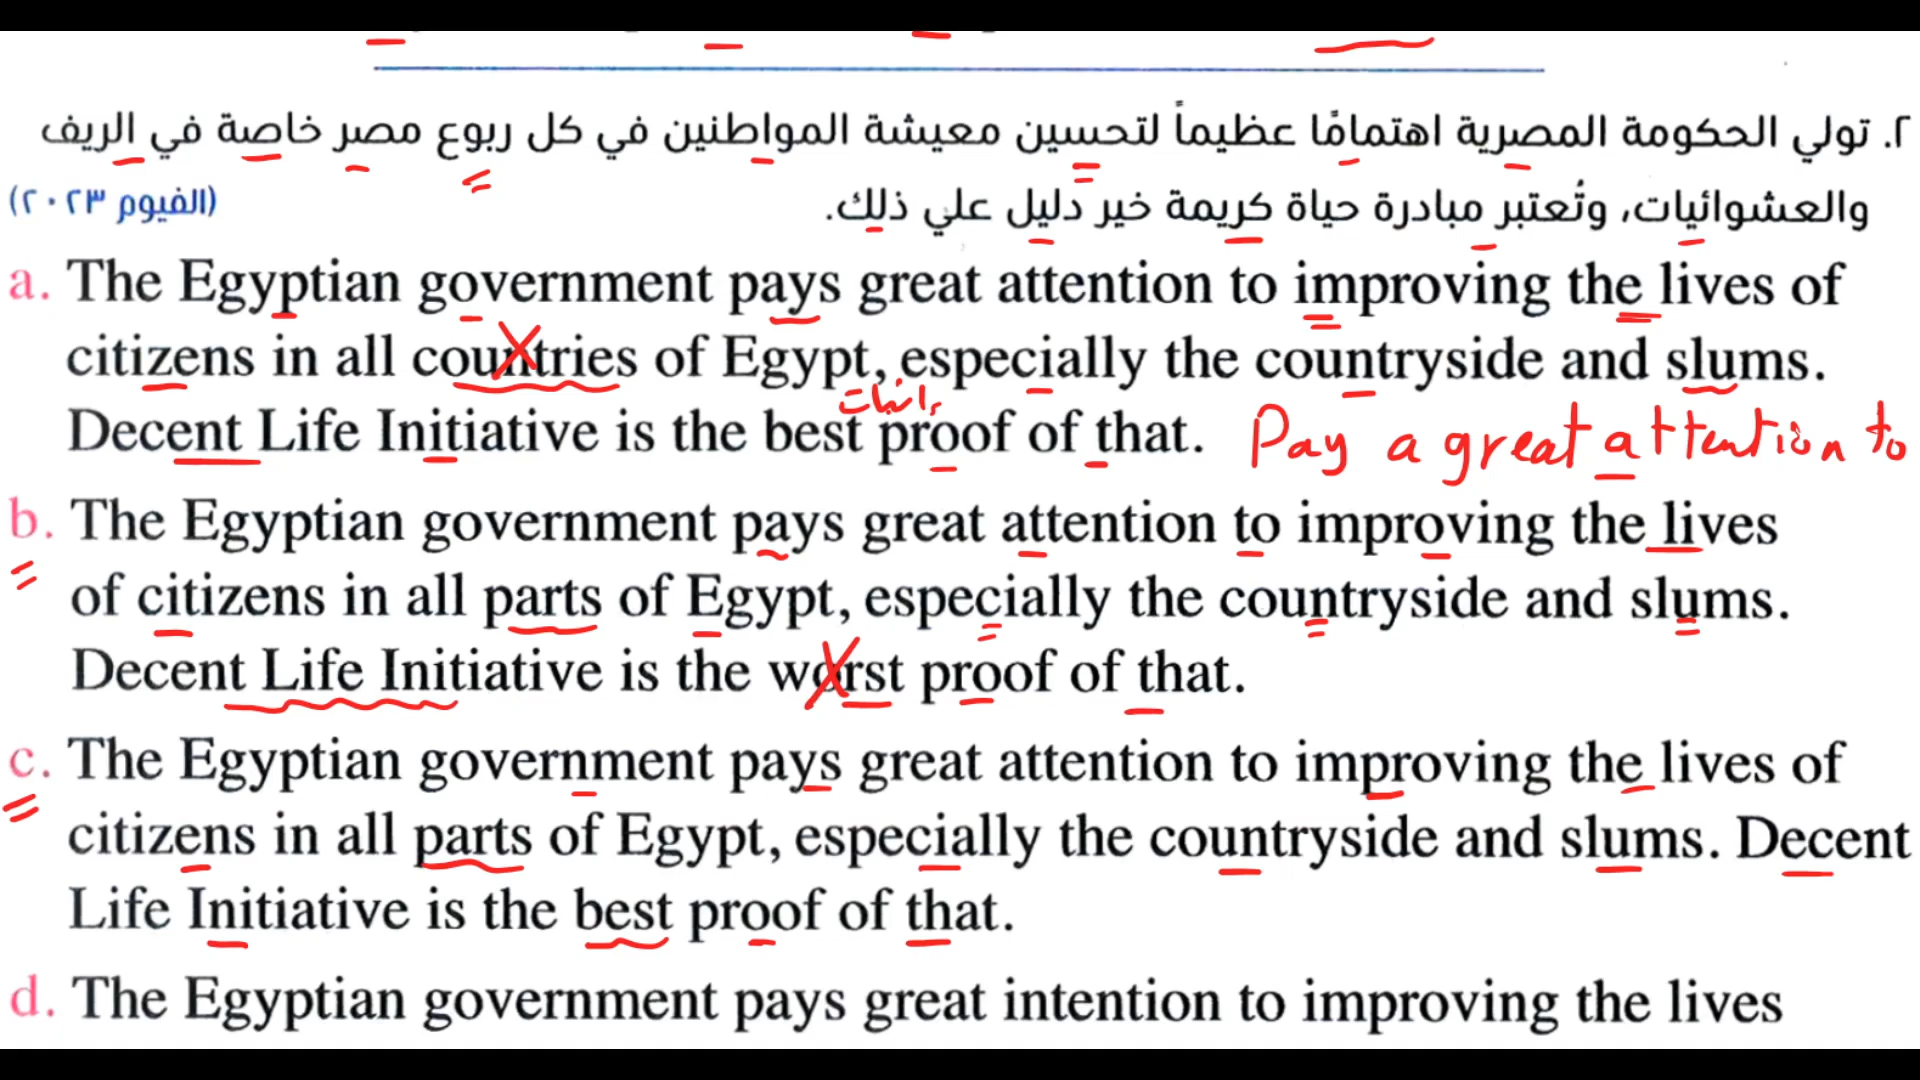 ٢. تولي الحكومة المصرية اهتمامًا عظيماً لتحسين معيشة المواطنين في كل ربوع مصر خاصة في الريف
والعشوائيات، وتُعتبر مبادرة حياة كريمة خير دليل علي ذلك.
(الفيوم ٢٠٢٣)
a. The Egyptian government pays great attention to improving the lives of
citizens in all countries of Egypt, especially the countryside and slums.
اثبات
Decent Life Initiative is the best proof of that.
Pay a great attention to
b. The Egyptian government pays great attention to improving the lives
of citizens in all parts of Egypt, especially the countryside and slums.
Decent Life Initiative is the worst proof of that.
c. The Egyptian government pays great attention to improving the lives of
citizens in all parts of Egypt, especially the countryside and slums. Decent
Life Initiative is the best proof of that.
d. The Egyptian government pays great intention to improving the lives